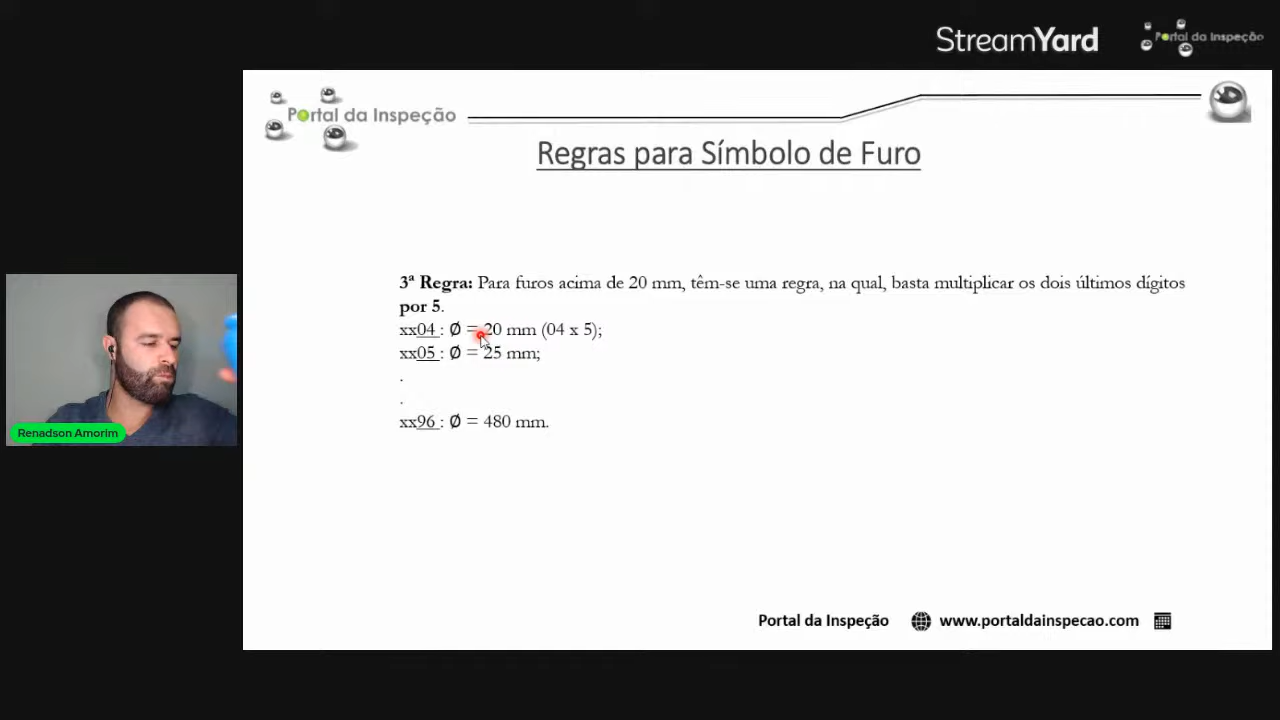 StreamYard
Portal da Inspeção
Portal da Inspeção
Regras para Símbolo de Furo
3ª Regra: Para furos acima de 20 mm, têm-se uma regra, na qual, basta multiplicar os dois últimos dígitos
por 5.
xx04 : Ø = 20 mm (04 x 5);
xx05 : Ø = 25 mm;
.
.
xx96 : Ø = 480 mm.
Renadson Amorim
Portal da Inspeção www.portaldainspecao.com